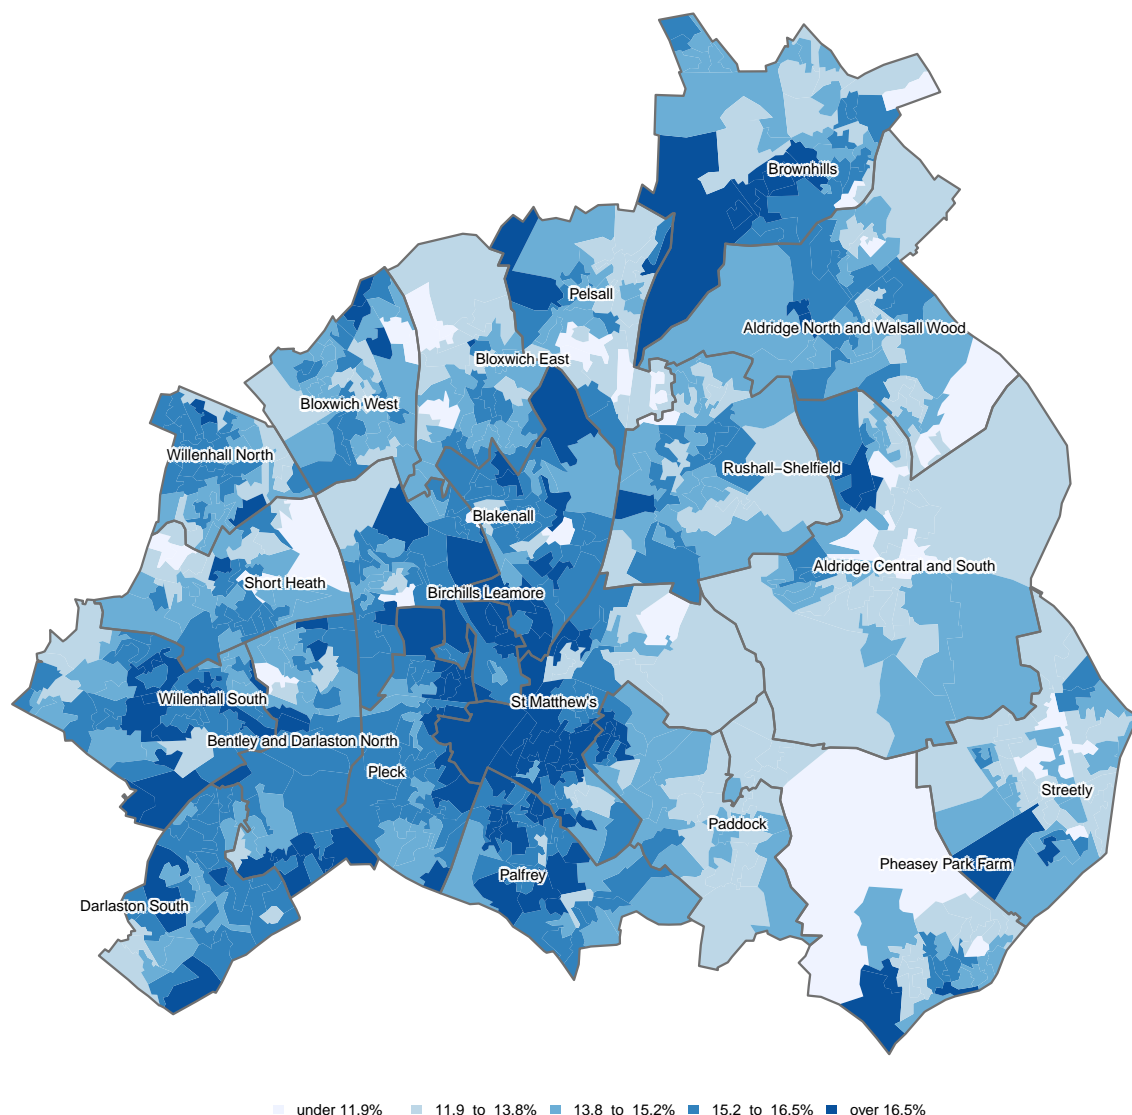 Brownhills
Pelsall
Aldridge North and Walsall Wood
Bloxwich East
Bloxwich West
Willenhall North
Rushall−Shelfield
Blakenall
Aldridge Central and South
Short Heath
Birchills Leamore
Willenhall South
St Matthew's
Bentley and Darlaston North
Pleck
Streetly
Paddock
Pheasey Park Farm
Palfrey
Darlaston South
under 11.9% 11.9 to 13.8% 13.8 to 15.2% 15.2 to 16.5% over 16.5%